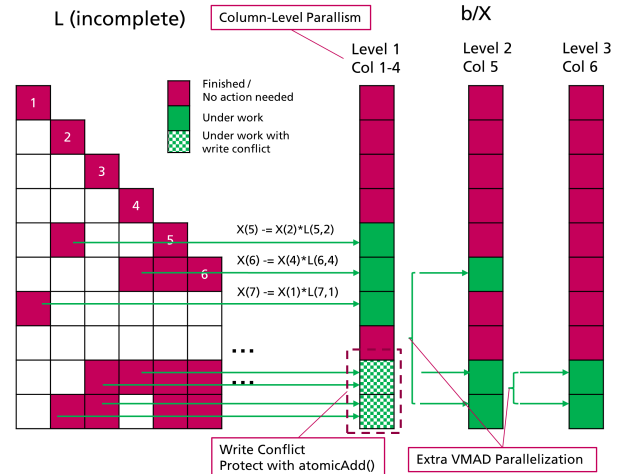 L (incomplete)
Column-Level Parallism
b/X
Level 1
Col 1-4
Level 2
Col 5
Level 3
Col 6
Finished /
No action needed
Under work
Under work with
write conflict
1
2
3
4
5
6
X(5) -= X(2)*L(5,2)
X(6) -= X(4)*L(6,4)
X(7) -= X(1)*L(7,1)
...
...
Write Conflict
Protect with atomicAdd()
Extra VMAD Parallelization